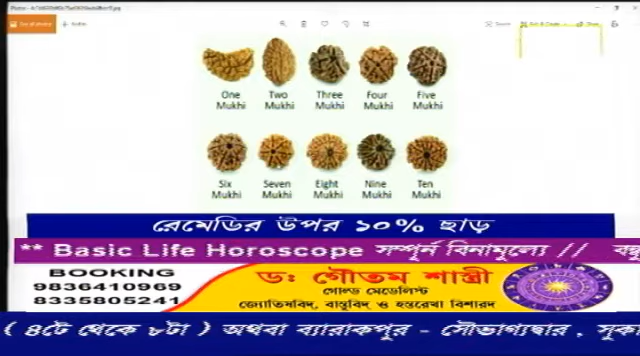 One Mukhi
Two Mukhi
Three Mukhi
Four Mukhi
Five Mukhi
Six Mukhi
Seven Mukhi
Eight Mukhi
Nine Mukhi
Ten Mukhi
রেমেডির উপর ১০% ছাড়
** Basic Life Horoscope সম্পূর্ন বিনামুল্যে //
BOOKING
9836410969
8335805241
ডঃ গৌতম শাস্ত্রী
গোল্ড মেডেলিস্ট
জ্যোতিষবিদ, বাস্তুবিদ ও হস্তরেখা বিশারদ
( ৪টে থেকে ৮টা ) অথবা ব্যারাকপুর - সৌভাগ্যদ্বার ,